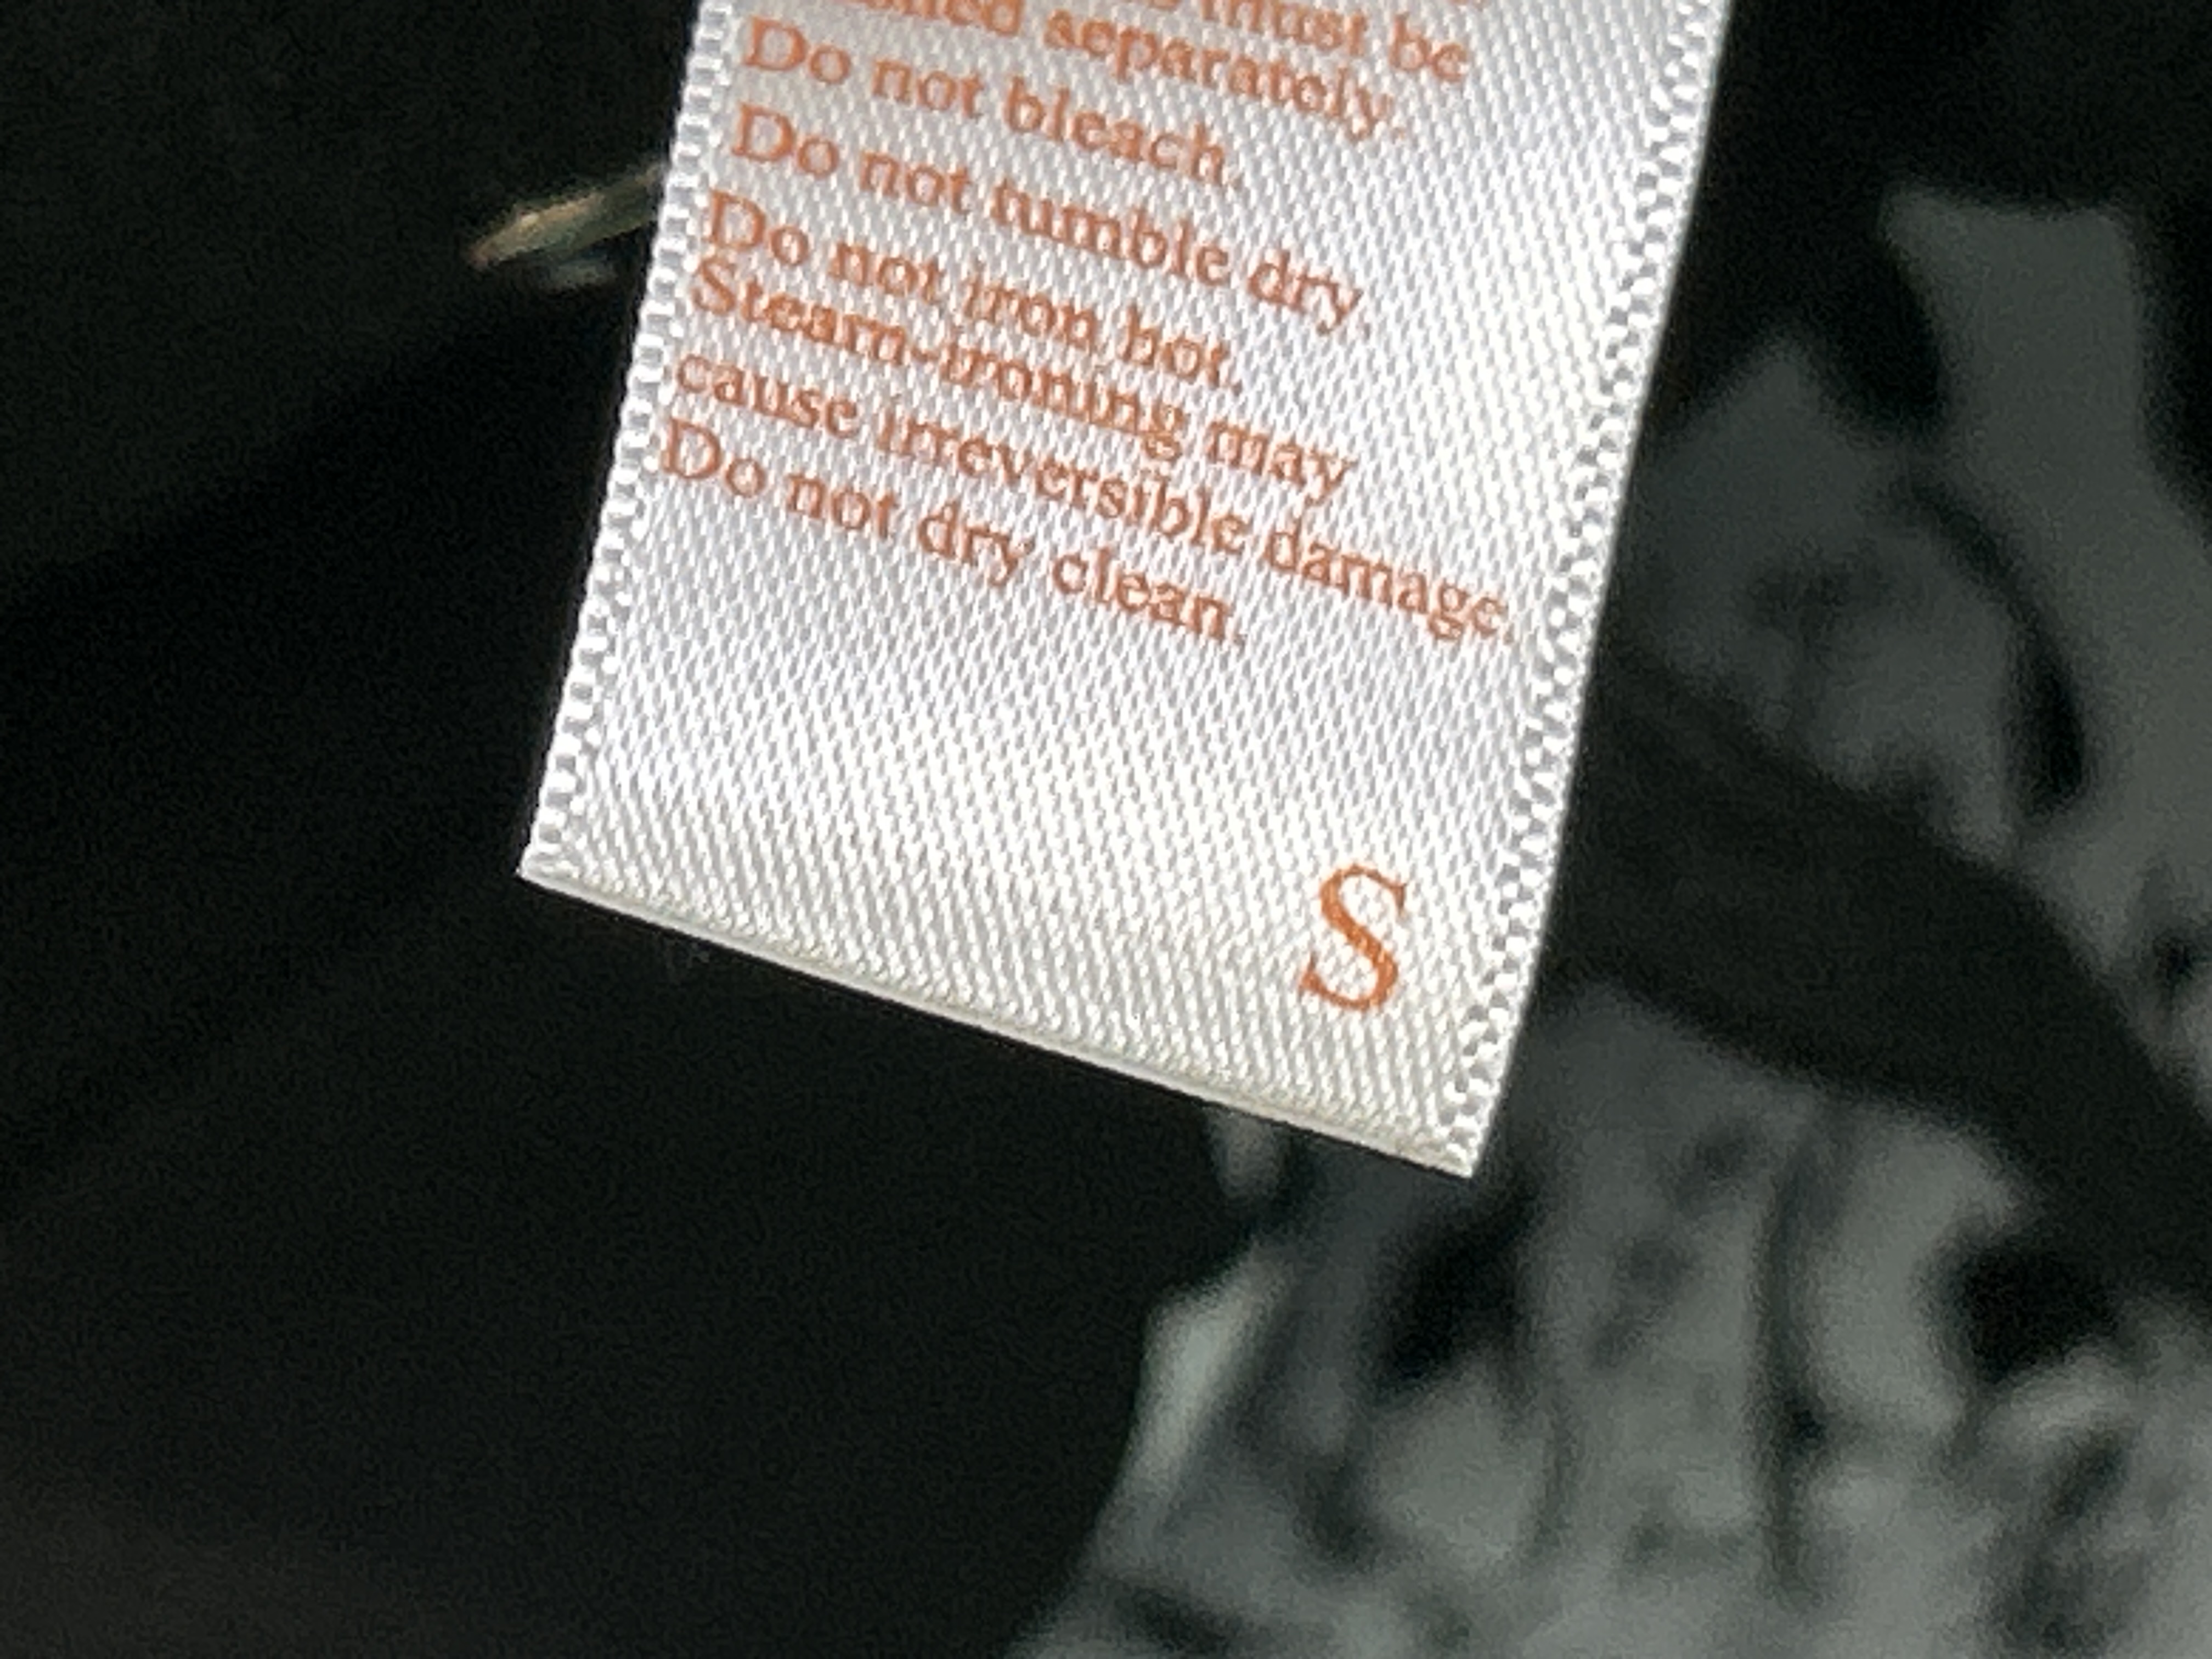 must be
separately.
Do not bleach.
Do not tumble dry.
Do not iron hot.
Steam-ironing may
cause irreversible damage.
Do not dry clean.
S